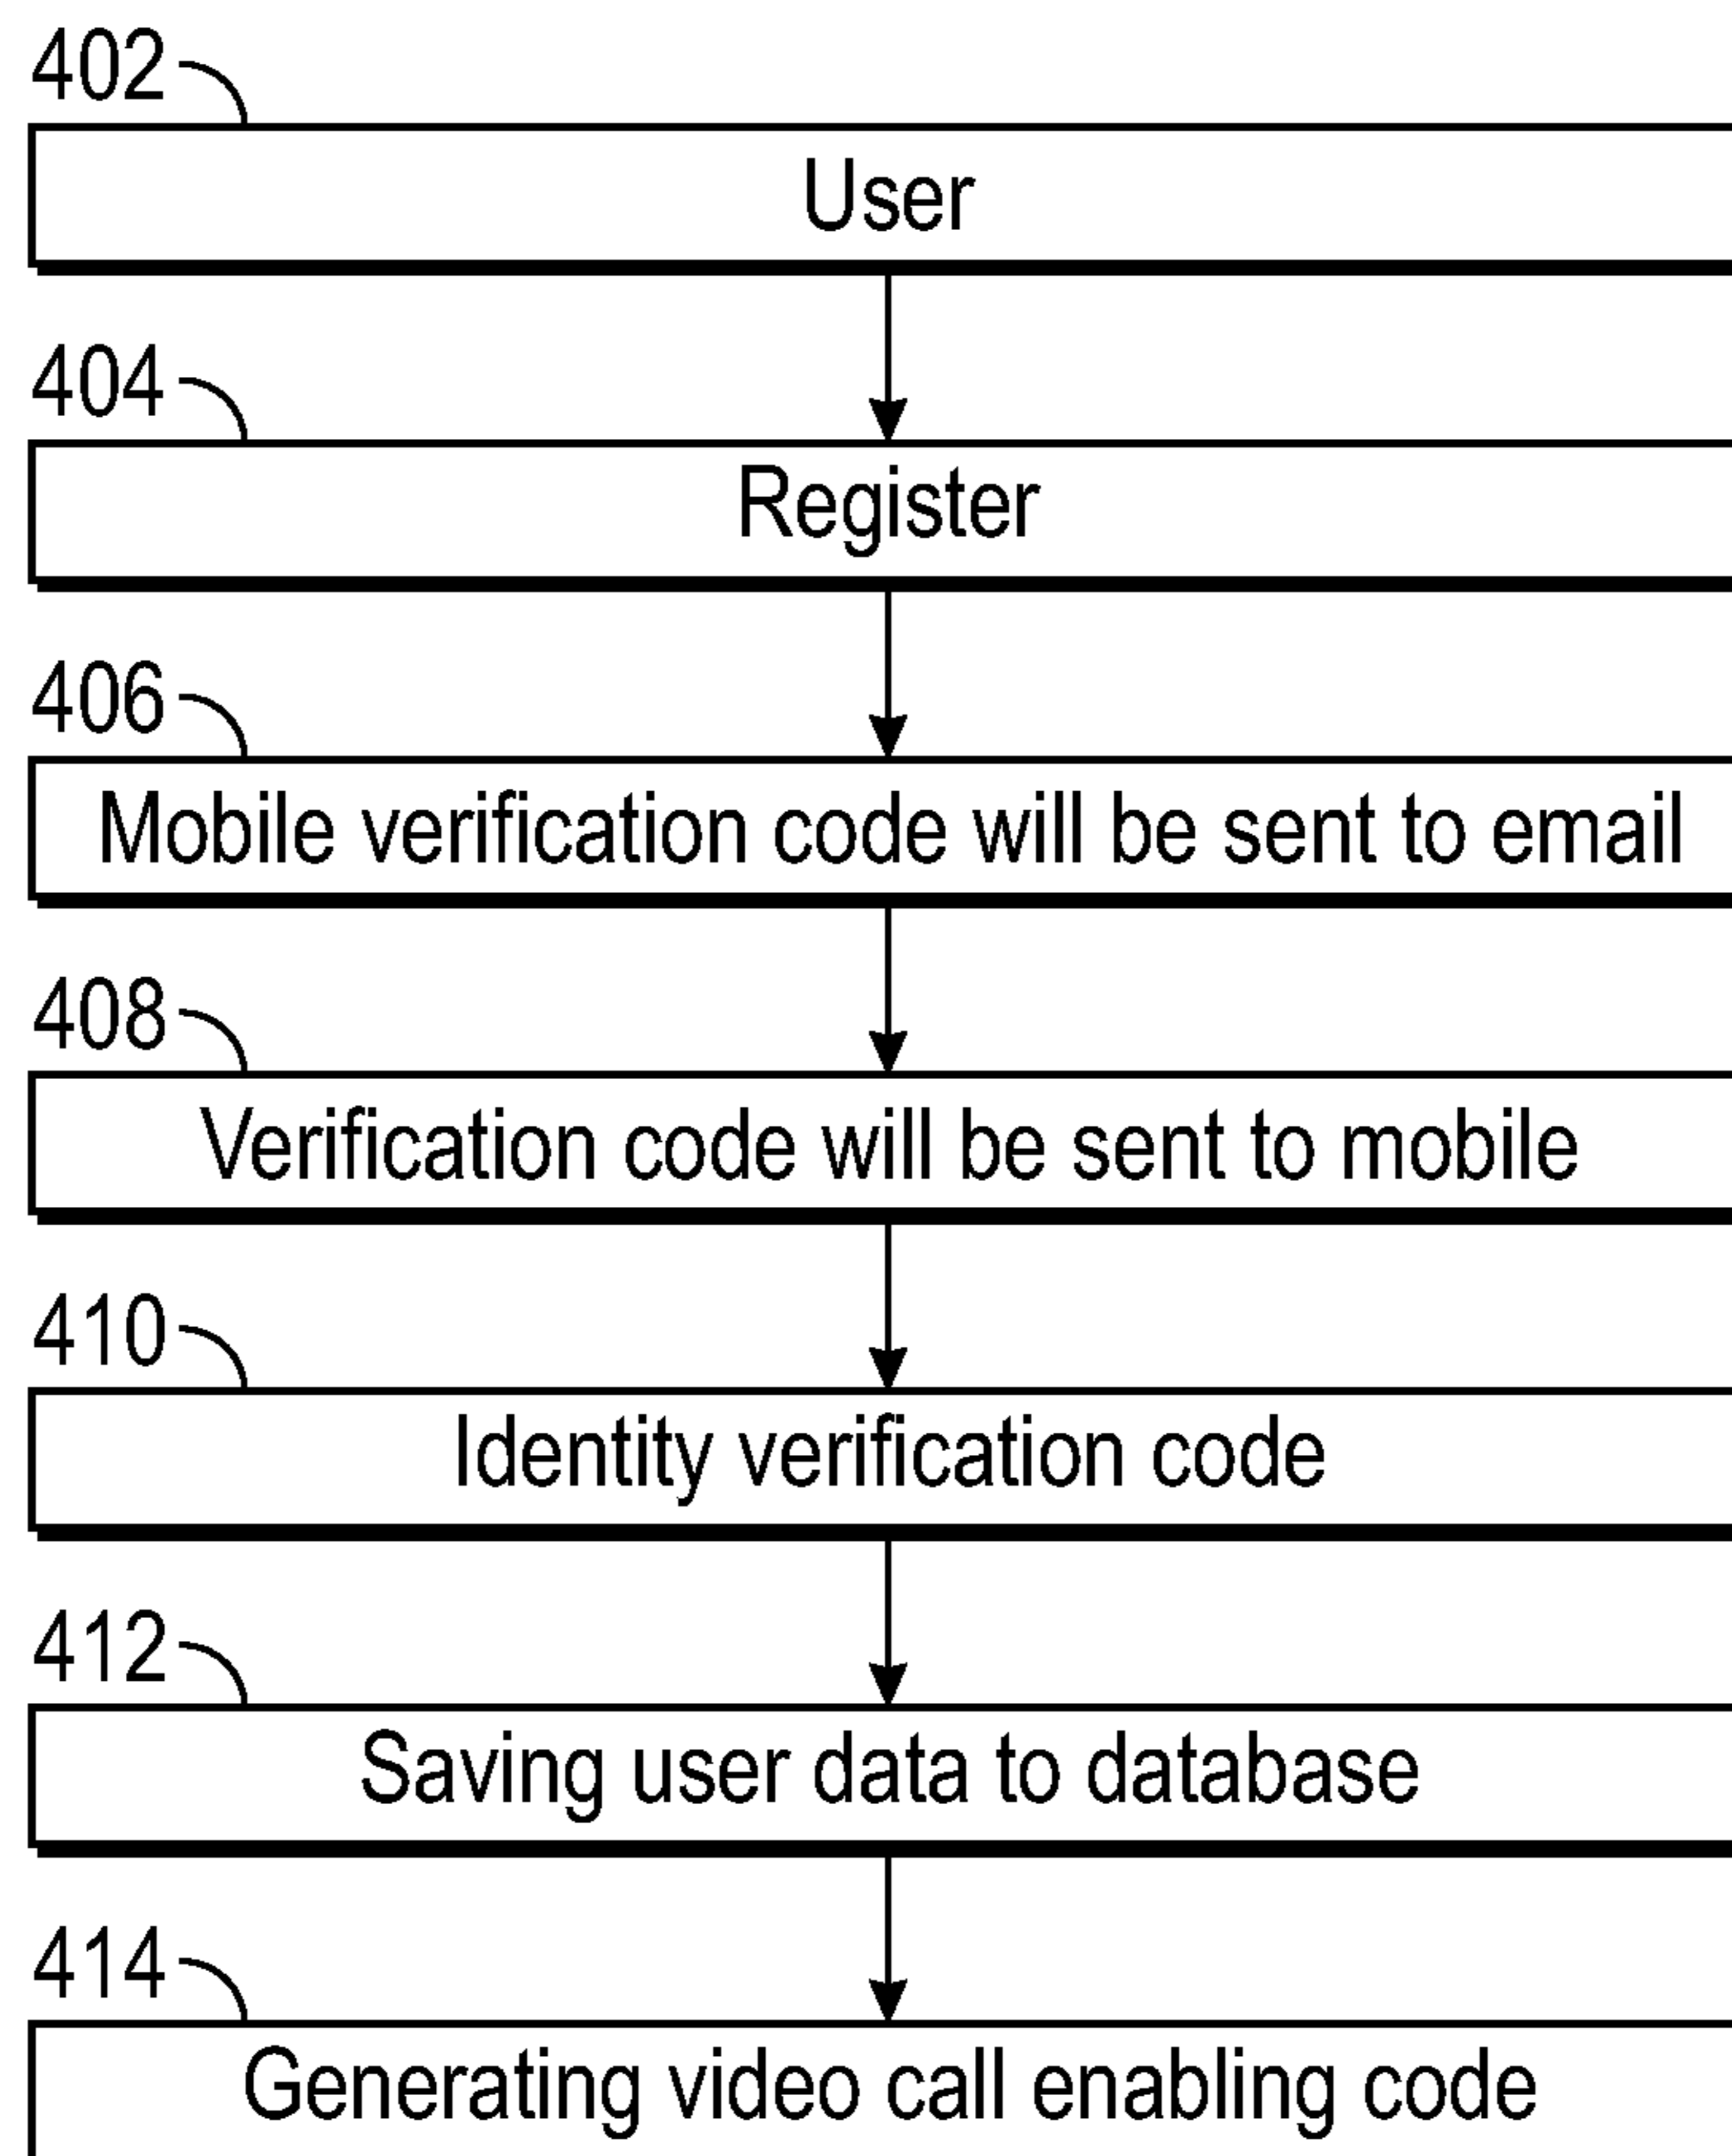 402
User
404
Register
406
Mobile verification code will be sent to email
408
Verification code will be sent to mobile
410
Identity verification code
412
Saving user data to database
414
Generating video call enabling code